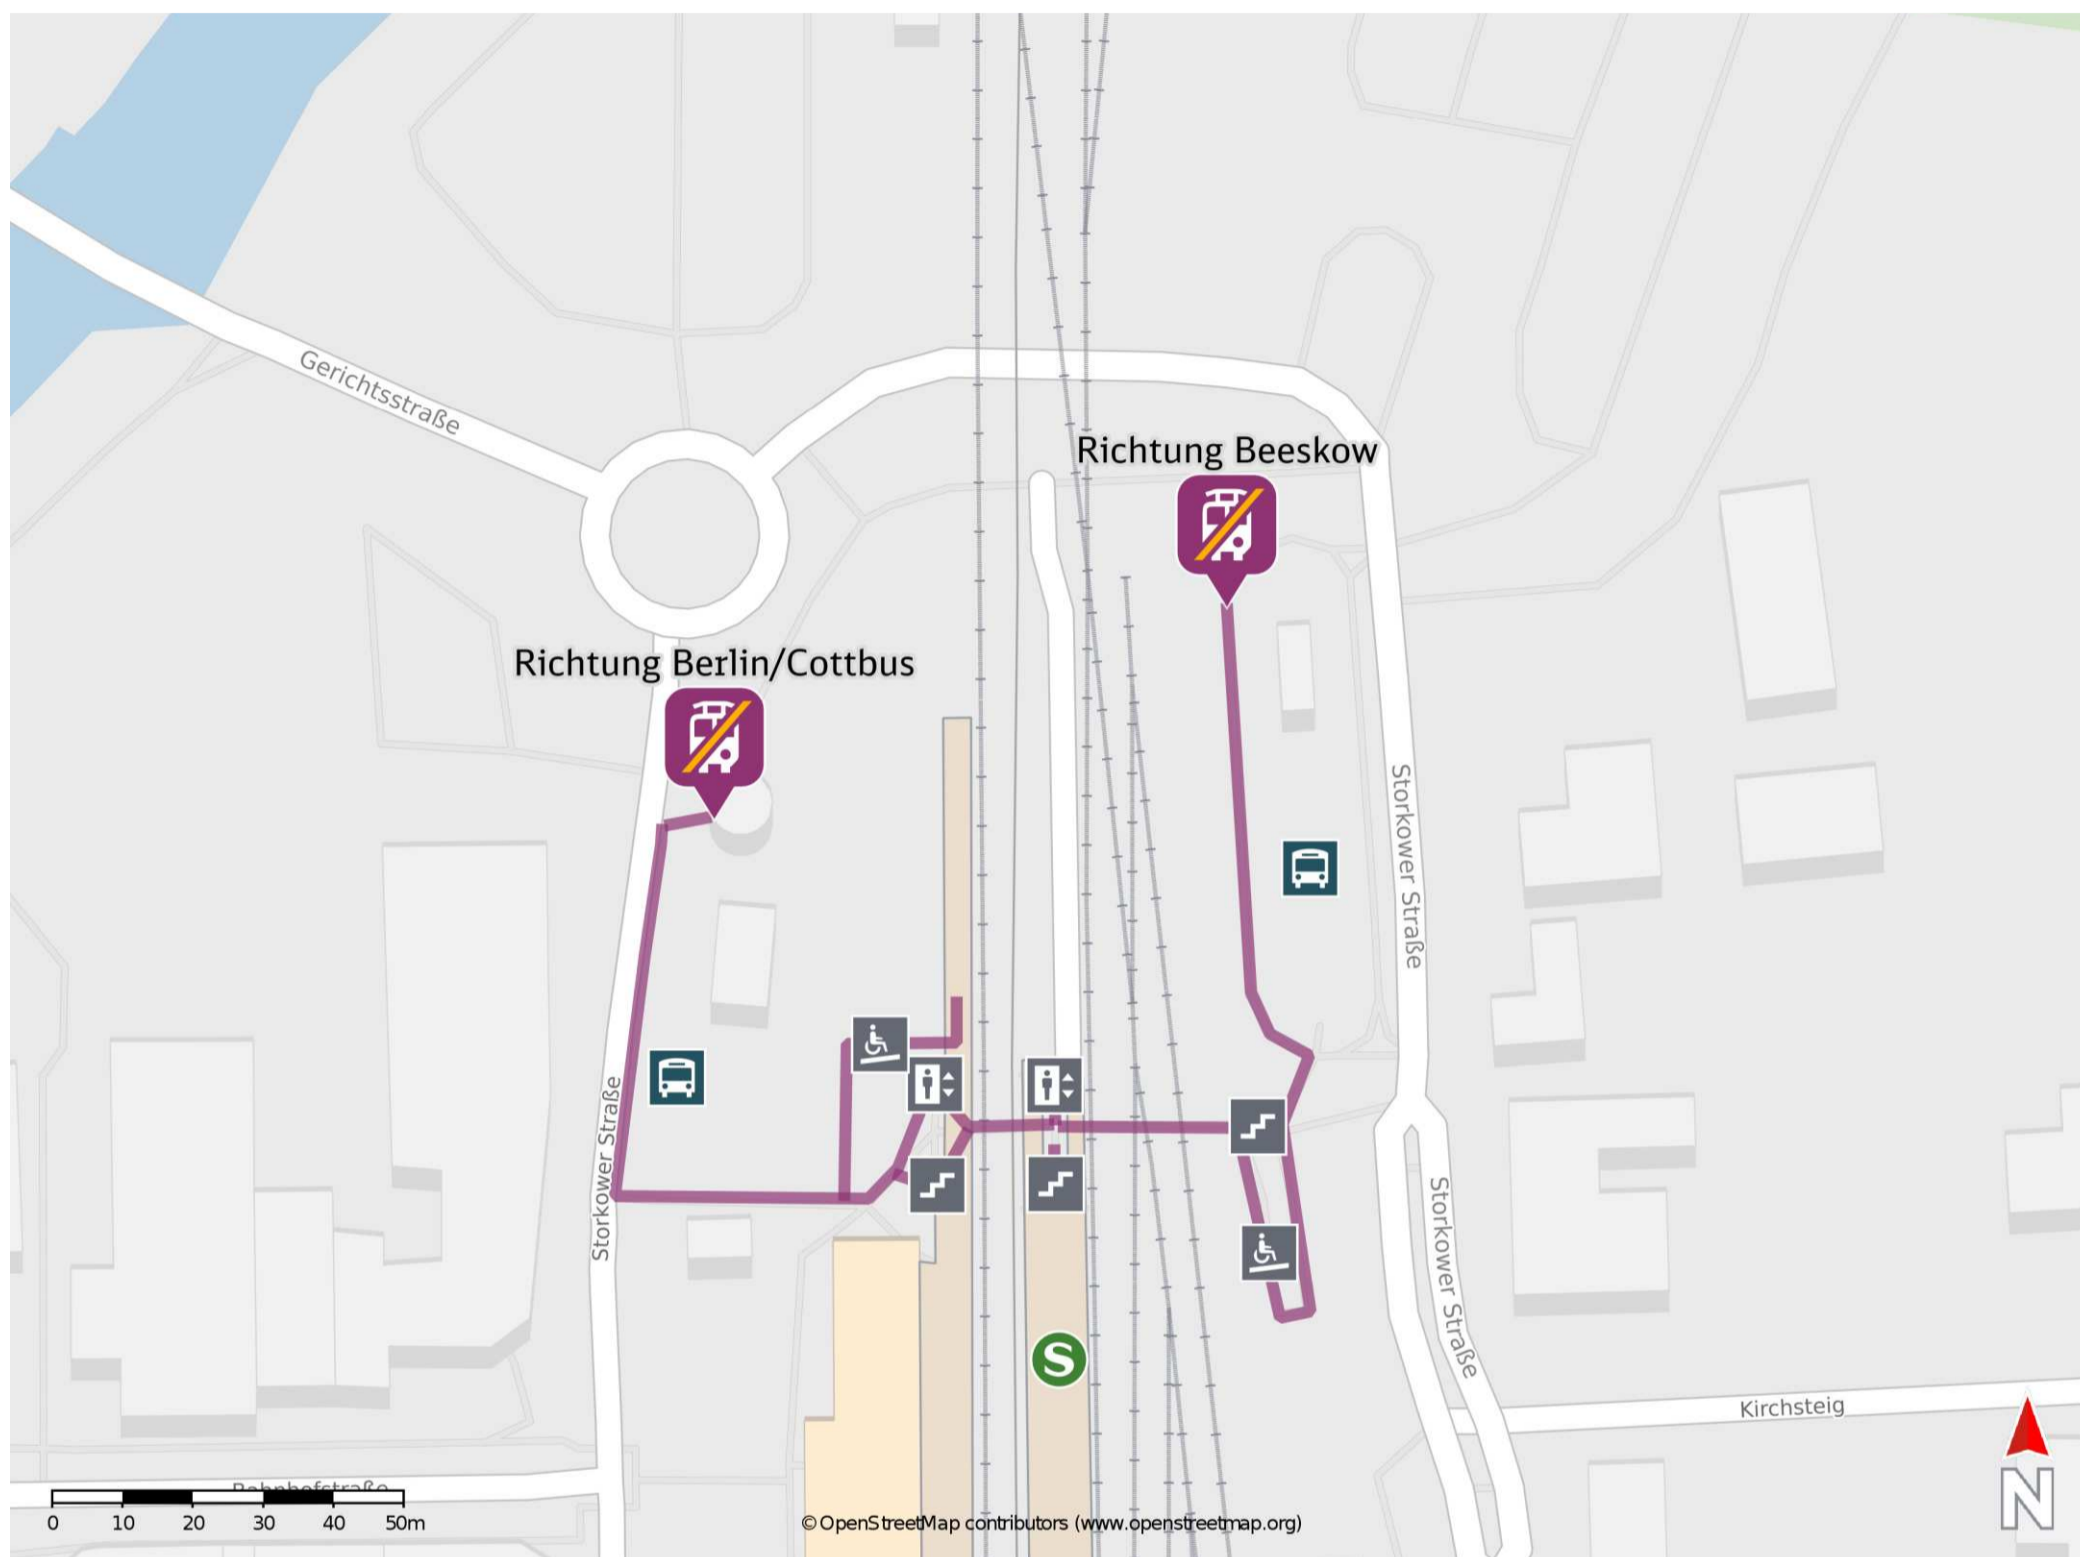 Gerichtsstraße
Richtung Beeskow
Richtung Berlin/Cottbus
Storkower Straße
Storkower Straße
Storkower Straße
S
Kirchsteig
Bahnhofstraße
0 10 20 30 40 50m
© OpenStreetMap contributors (www.openstreetmap.org)
N